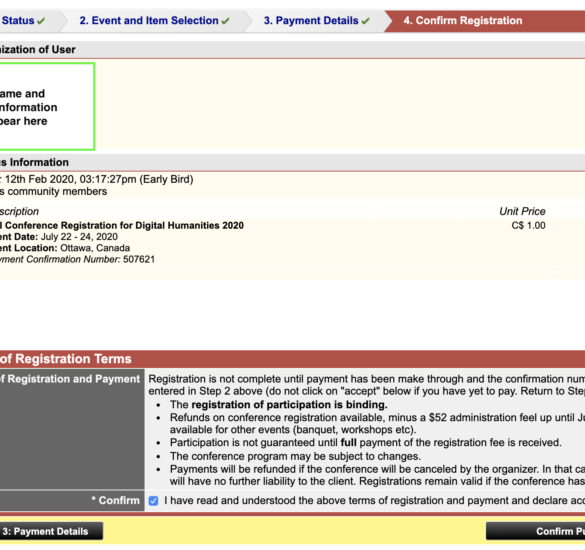 Status ✓ 2. Event and Item Selection ✓ 3. Payment Details ✓ 4. Confirm Registration
ization of User
ame and
nformation
pear here
s Information
: 12th Feb 2020, 03:17:27pm (Early Bird)
s community members
scription Unit Price
l Conference Registration for Digital Humanities 2020 C$ 1.00
ent Date: July 22 - 24, 2020
ent Location: Ottawa, Canada
yment Confirmation Number: 507621
of Registration Terms
f Registration and Payment Registration is not complete until payment has been make through and the confirmation num
entered in Step 2 above (do not click on "accept" below if you have yet to pay. Return to Ste
• The registration of participation is binding.
• Refunds on conference registration available, minus a $52 administration feel up until Ju
available for other events (banquet, workshops etc).
• Participation is not guaranteed until full payment of the registration fee is received.
• The conference program may be subject to changes.
• Payments will be refunded if the conference will be canceled by the organizer. In that ca
will have no further liability to the client. Registrations remain valid if the conference has
* Confirm I have read and understood the above terms of registration and payment and declare acc
3: Payment Details Confirm Pu